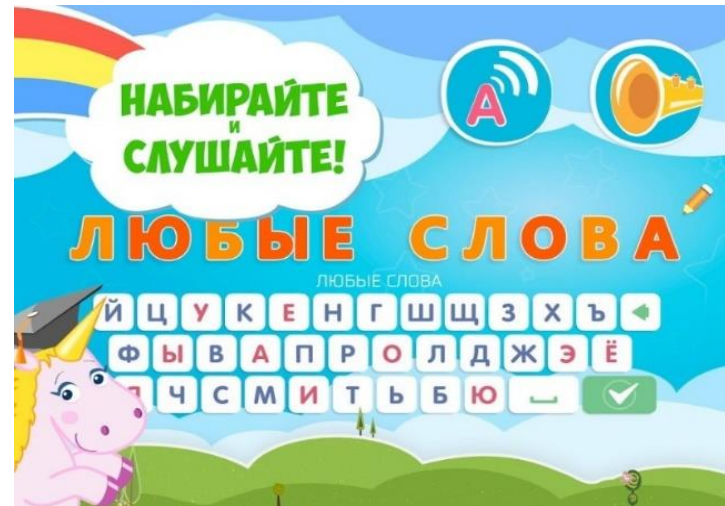 НАБИРАЙТЕ
и
СЛУШАЙТЕ!
А
ЛЮБЫЕ СЛОВА
ЛЮБЫЕ СЛОВА
Й Ц У К Е Н Г Ш Щ З Х Ъ
Ф Ы В А П Р О Л Д Ж Э Ё
Ч С М И Т Ь Б Ю